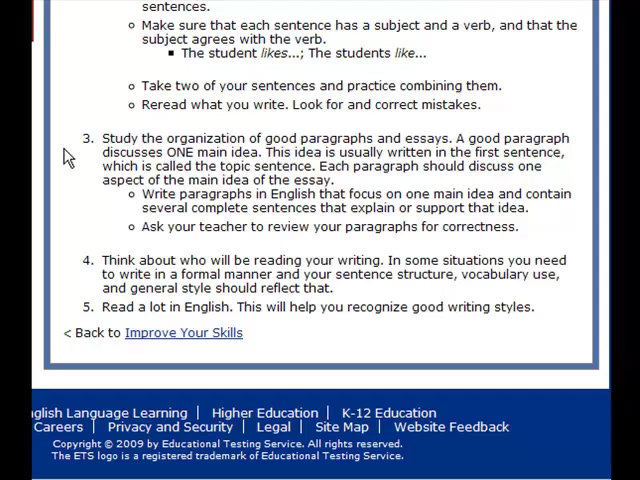 sentences.
Make sure that each sentence has a subject and a verb, and that the
subject agrees with the verb.
The student likes...; The students like...
Take two of your sentences and practice combining them.
Reread what you write. Look for and correct mistakes.
3. Study the organization of good paragraphs and essays. A good paragraph
discusses ONE main idea. This idea is usually written in the first sentence,
which is called the topic sentence. Each paragraph should discuss one
aspect of the main idea of the essay.
Write paragraphs in English that focus on one main idea and contain
several complete sentences that explain or support that idea.
Ask your teacher to review your paragraphs for correctness.
4. Think about who will be reading your writing. In some situations you need
to write in a formal manner and your sentence structure, vocabulary use,
and general style should reflect that.
5. Read a lot in English. This will help you recognize good writing styles.
< Back to Improve Your Skills
nglish Language Learning | Higher Education | K-12 Education
Careers | Privacy and Security | Legal | Site Map | Website Feedback
Copyright © 2009 by Educational Testing Service. All rights reserved.
The ETS logo is a registered trademark of Educational Testing Service.